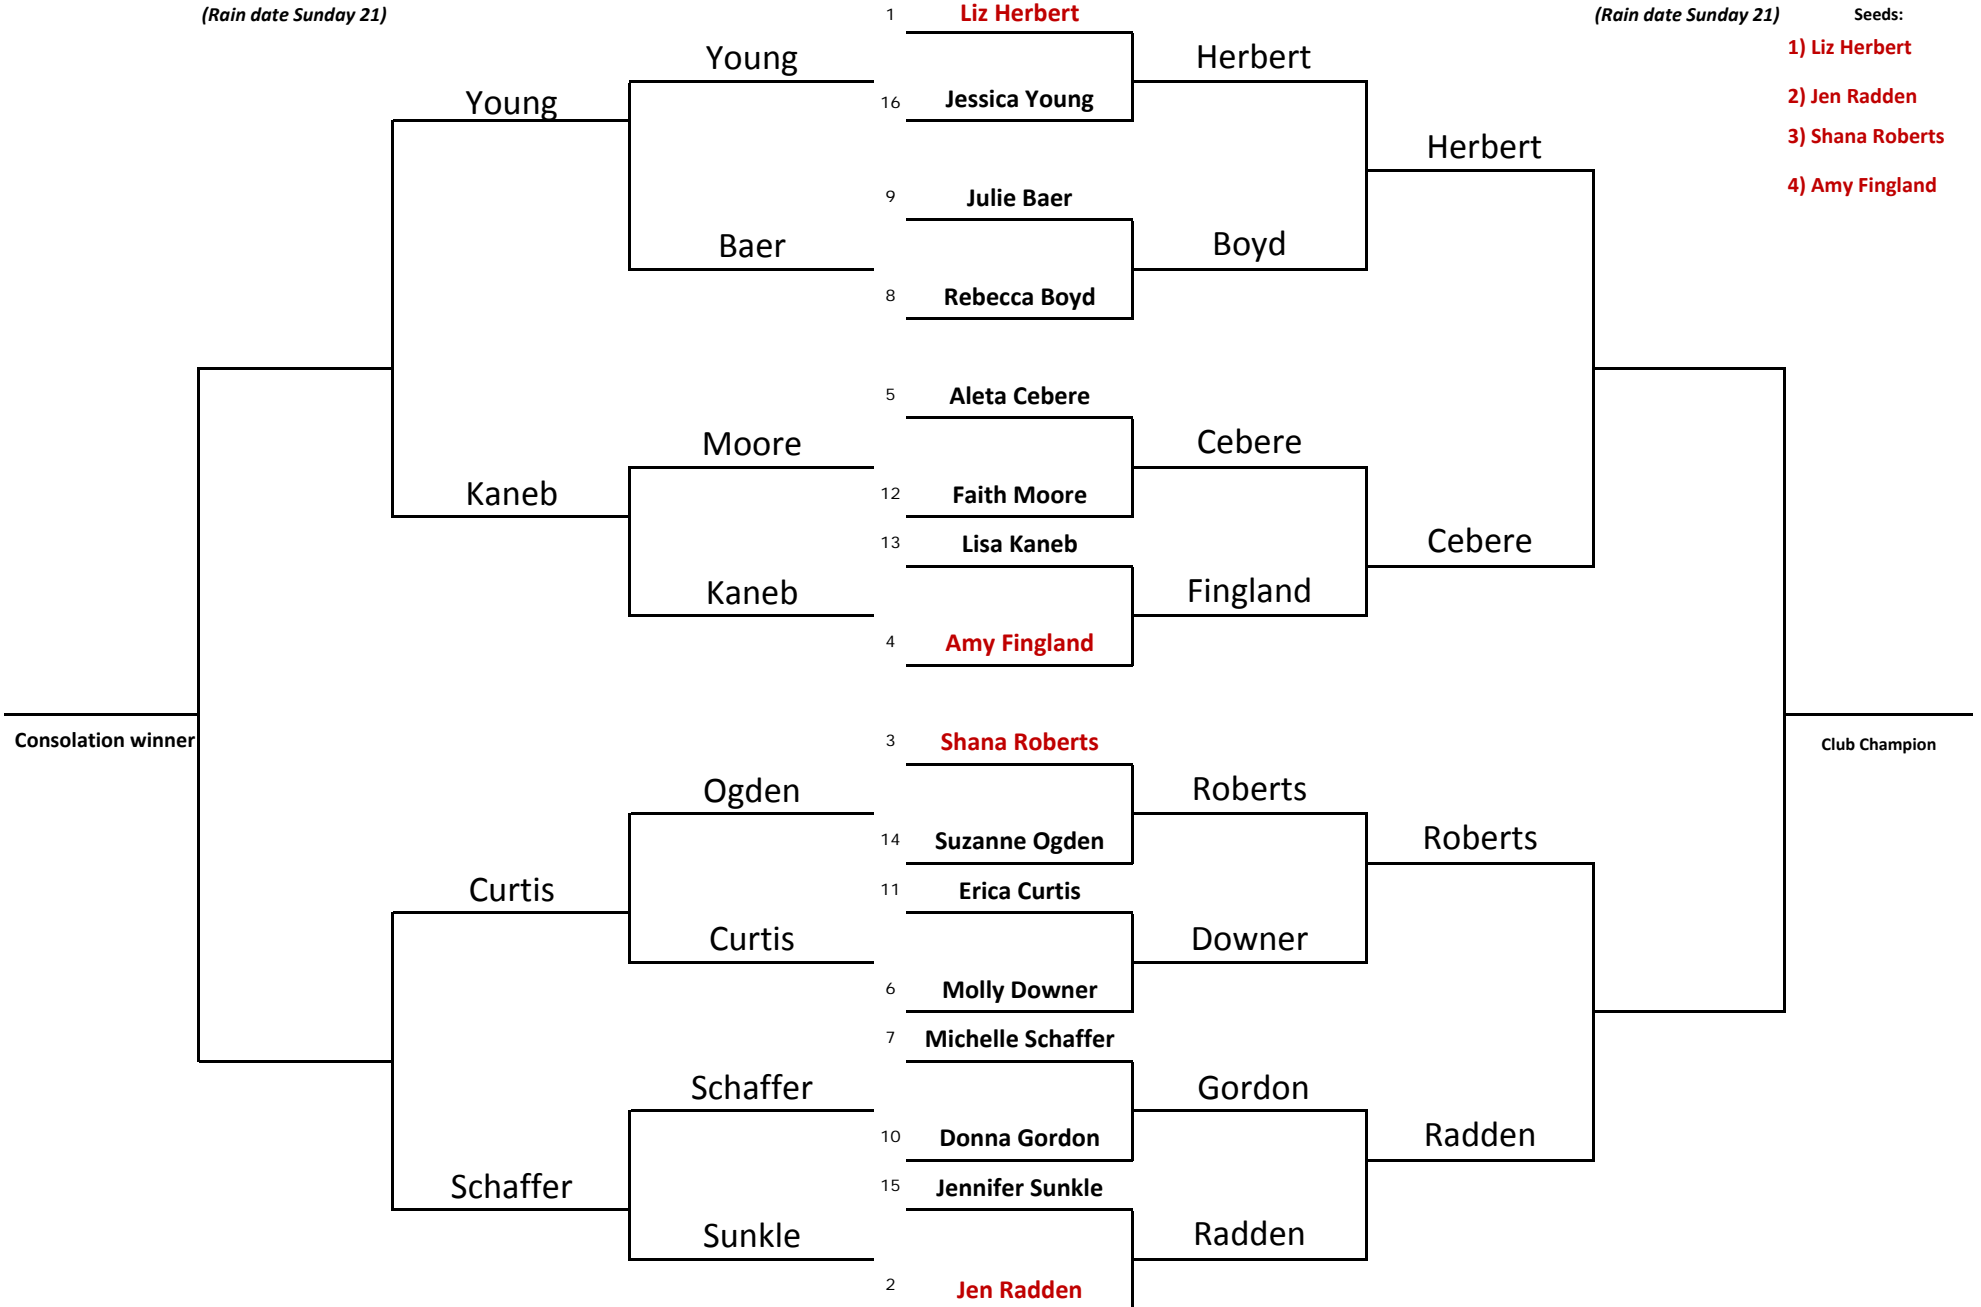 (Rain date Sunday 21)
1 Liz Herbert
(Rain date Sunday 21)
Seeds:
1) Liz Herbert
Young
Herbert
2) Jen Radden
Young
16 Jessica Young
3) Shana Roberts
Herbert
4) Amy Fingland
9 Julie Baer
Baer
Boyd
8 Rebecca Boyd
5 Aleta Cebere
Moore
Cebere
Kaneb
12 Faith Moore
13 Lisa Kaneb
Cebere
Kaneb
Fingland
4 Amy Fingland
Consolation winner
3 Shana Roberts
Club Champion
Ogden
Roberts
14 Suzanne Ogden
Roberts
Curtis
11 Erica Curtis
Curtis
Downer
6 Molly Downer
7 Michelle Schaffer
Schaffer
Gordon
10 Donna Gordon
Radden
Schaffer
15 Jennifer Sunkle
Sunkle
Radden
2 Jen Radden